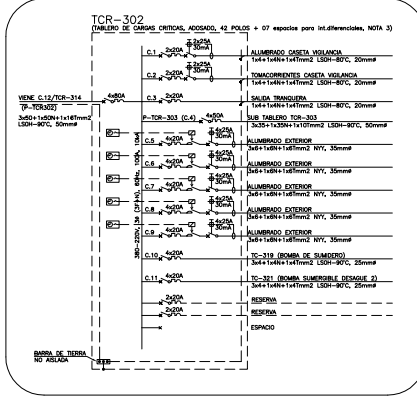 TCR-302
(TABLERO DE CARGAS CRITICAS, ADOSADO, 42 POLOS + 07 espacios para int.diferenciales, NOTA 3)
2x25A
30mA
C.1 2x20A ALUMBRADO CASETA VIGILANCIA
1x4+1x4N+1x4Tmm2 LSOH-80°C, 20mmø
2x25A
30mA
C.2 2x20A TOMACORRIENTES CASETA VIGILANCIA
1x4+1x4N+1x4Tmm2 LSOH-80°C, 20mmø
VIENE C.12/TCR-314 4x80A C.3 2x20A SALIDA TRANQUERA
(P-TCR302) 1x4+1x4N+1x4Tmm2 LSOH-80°C, 20mmø
3x50+1x50N+1x16Tmm2
LSOH-90°C, 50mmø
P-TCR-303 (C.4) 4x50A SUB TABLERO TCR-303
3x35+1x35N+1x10Tmm2 LSOH-90°C, 50mmø
380-220V, 3ø (3F+N), 60Hz, 100A, 10kA
C.5 4x20A 4x25A 30mA ALUMBRADO EXTERIOR
3x6+1x6N+1x6Tmm2 NYY, 35mmø
C.6 4x20A 4x25A 30mA ALUMBRADO EXTERIOR
3x6+1x6N+1x6Tmm2 NYY, 35mmø
C.7 4x20A 4x25A 30mA ALUMBRADO EXTERIOR
3x6+1x6N+1x6Tmm2 NYY, 35mmø
C.8 4x20A 4x25A 30mA ALUMBRADO EXTERIOR
3x6+1x6N+1x6Tmm2 NYY, 35mmø
C.9 4x20A 4x25A 30mA ALUMBRADO EXTERIOR
3x6+1x6N+1x6Tmm2 NYY, 35mmø
C.10 4x20A TC-319 (BOMBA DE SUMIDERO)
3x4+1x4N+1x4Tmm2 LSOH-90°C, 25mmø
C.11 4x20A TC-321 (BOMBA SUMERGIBLE DESAGUE 2)
3x4+1x4N+1x4Tmm2 LSOH-90°C, 25mmø
2x20A RESERVA
2x20A RESERVA
ESPACIO
BARRA DE TIERRA
NO AISLADA